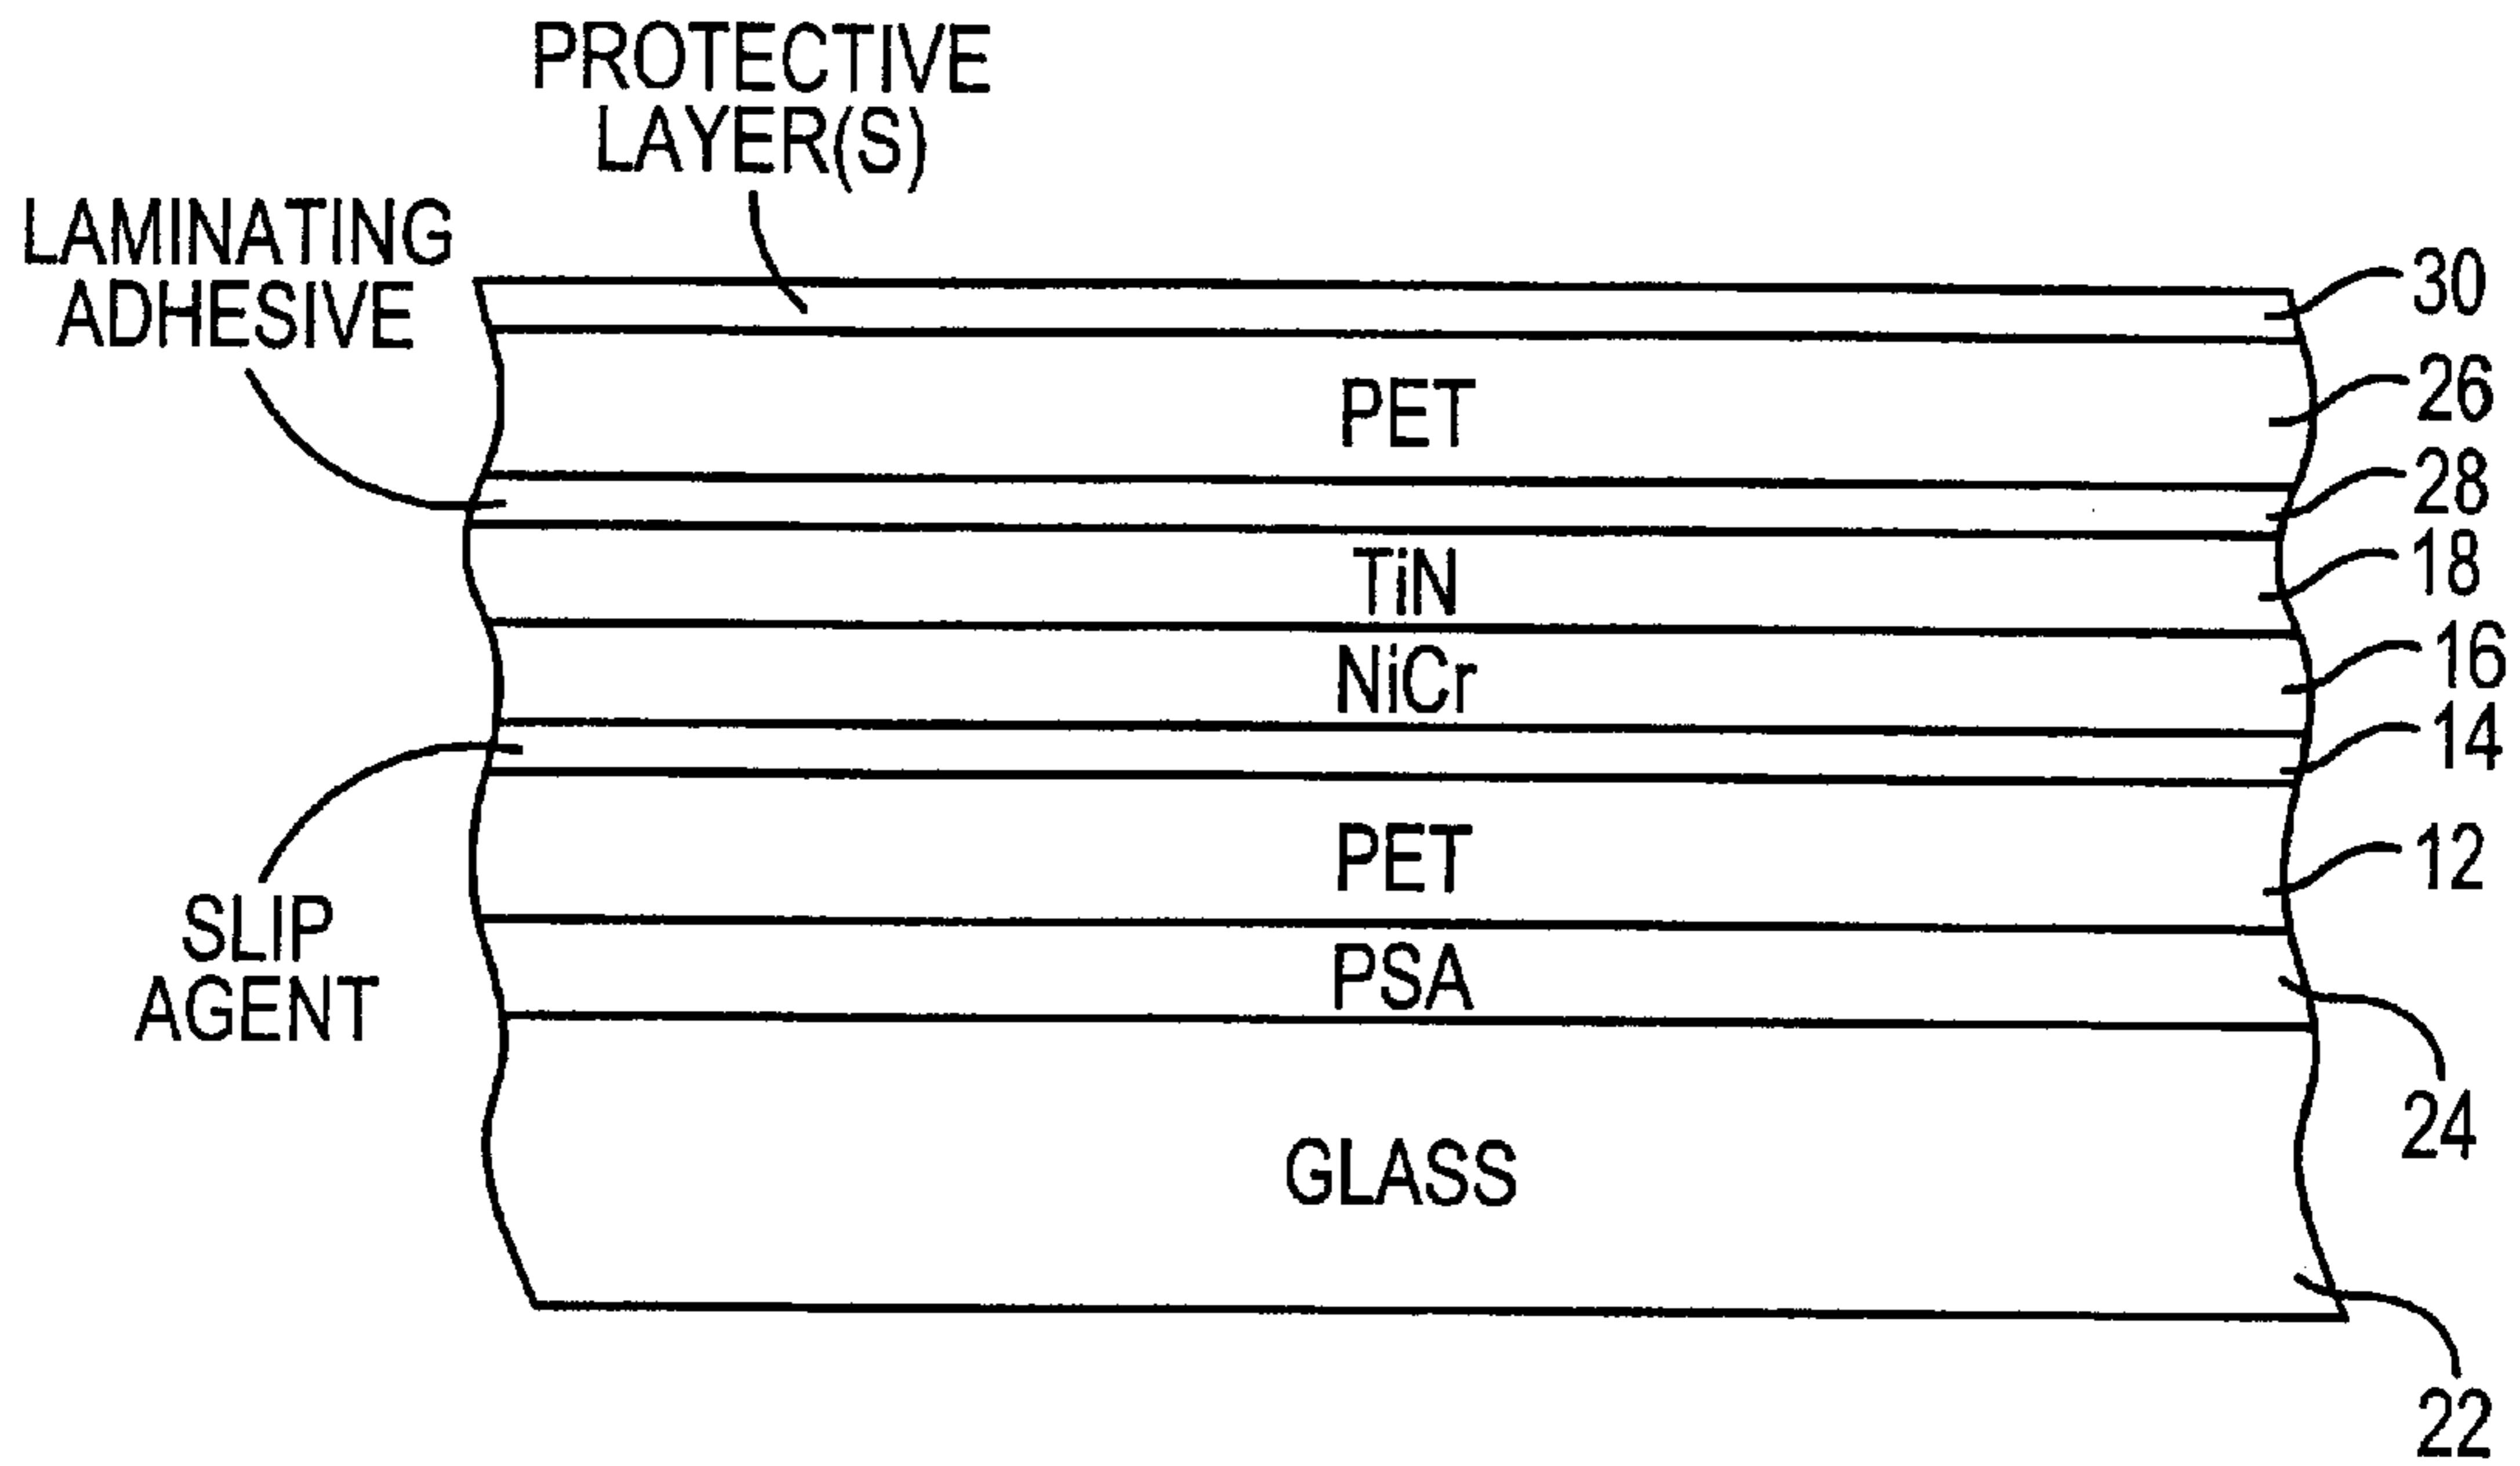 PROTECTIVE
LAYER(S)
LAMINATING
ADHESIVE
30
PET
26
28
TiN
18
NiCr
16
14
SLIP
AGENT
PET
12
PSA
24
GLASS
22